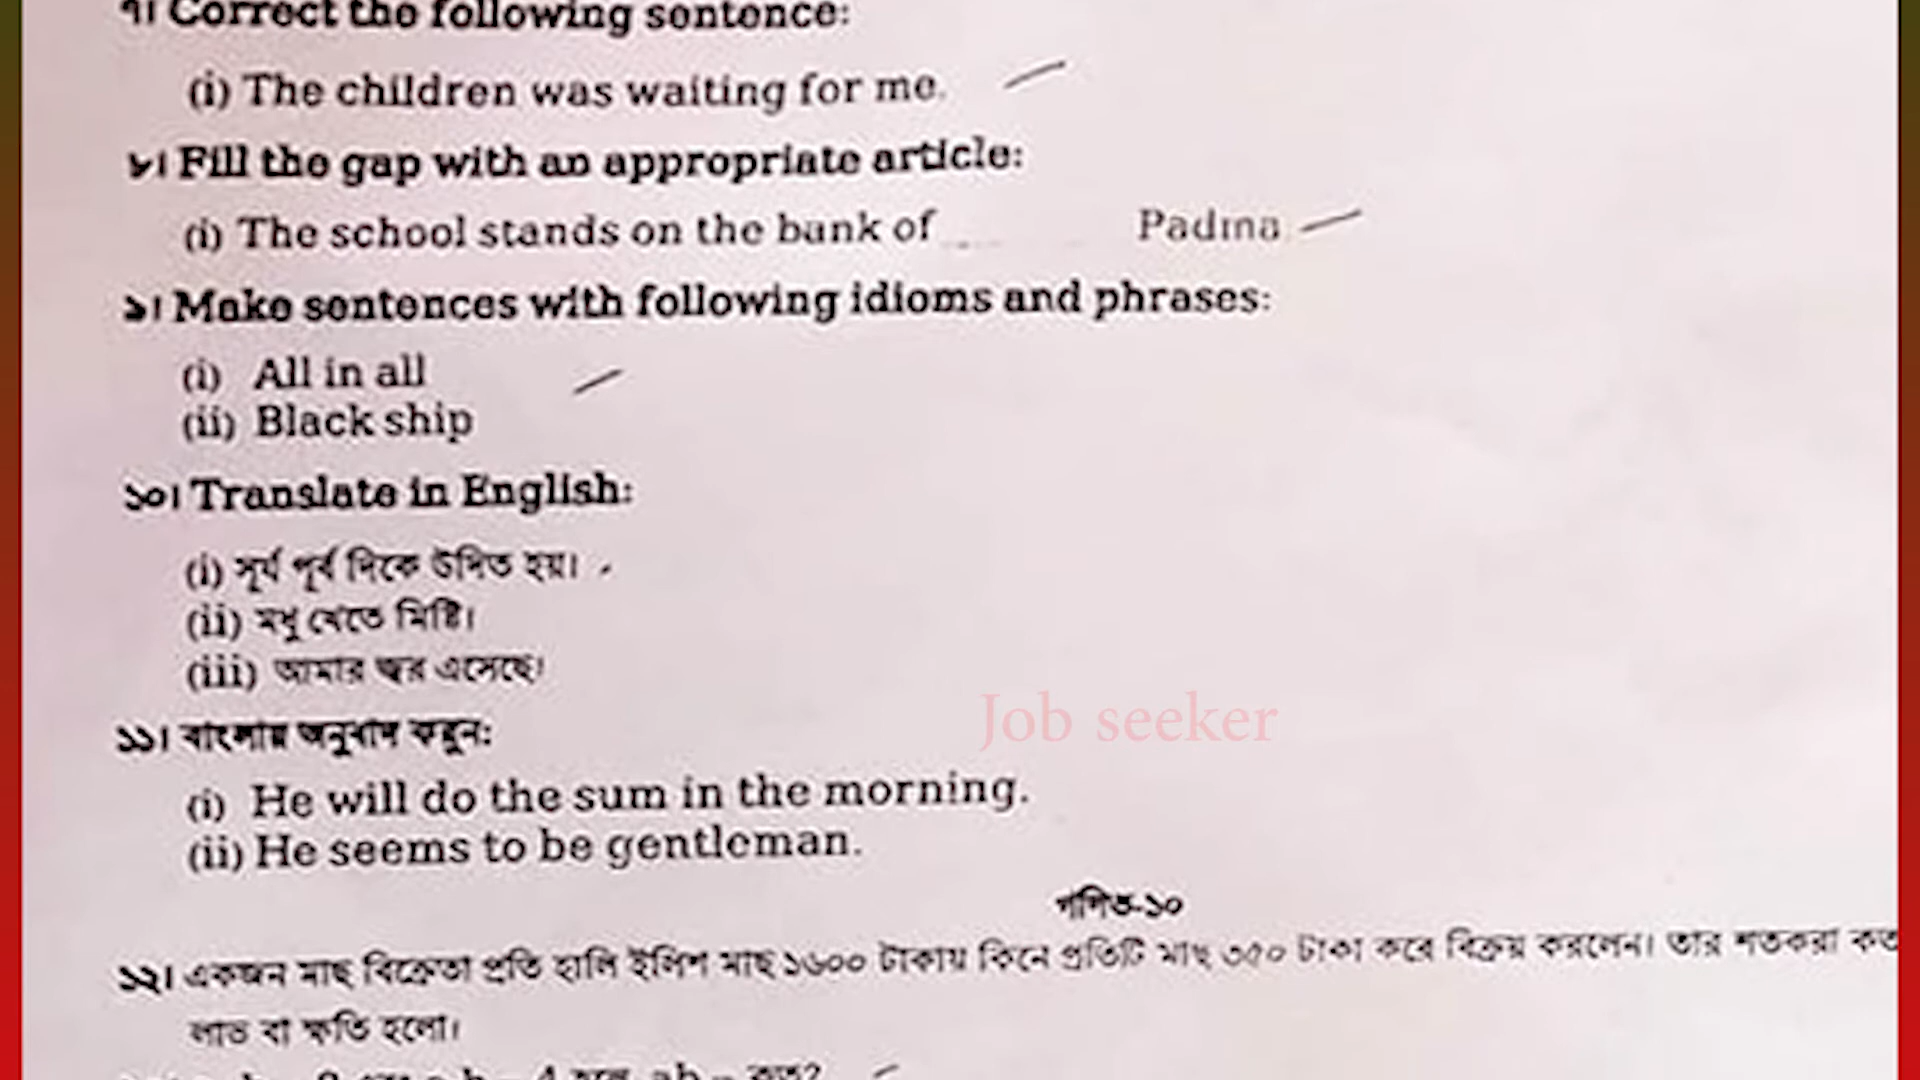 ৭। Correct the following sentence:
(i) The children was waiting for me.
৮। Fill the gap with an appropriate article:
(i) The school stands on the bank of Padma
৯। Make sentences with following idioms and phrases:
(i) All in all
(ii) Black ship
১০। Translate in English:
(i) সূর্য পূর্ব দিকে উদিত হয়।
(ii) মধু খেতে মিষ্টি।
(iii) আমার জ্বর এসেছে।
১১। বাংলায় অনুবাদ করুন:
Job seeker
(i) He will do the sum in the morning.
(ii) He seems to be gentleman.
গণিত-১০
১২। একজন মাছ বিক্রেতা প্রতি হালি ইলিশ মাছ ১৬০০ টাকায় কিনে প্রতিটি মাছ ৩৫০ টাকা করে বিক্রয় করলেন। তার শতকরা কত
লাভ বা ক্ষতি হলো।